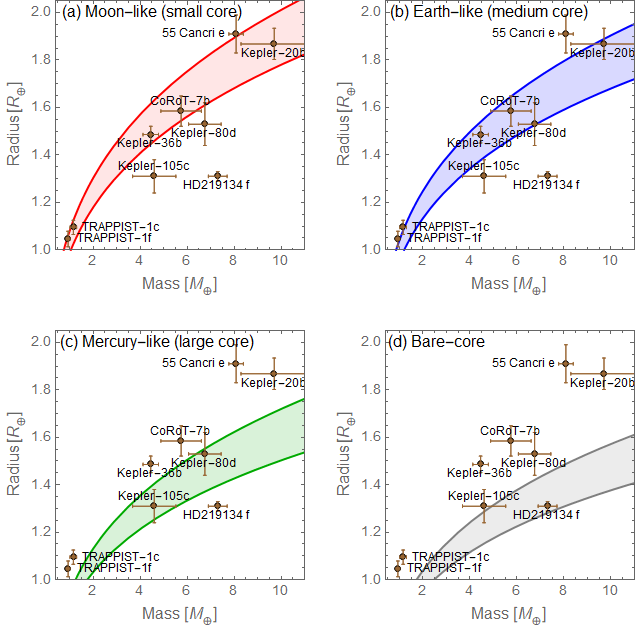 (a) Moon−like (small core)
55 Cancri e
Kepler−20b
CoRoT−7b
Kepler−80d
Kepler−36b
Kepler−105c
HD219134 f
TRAPPIST−1c
TRAPPIST−1f
2.0
1.8
1.6
1.4
1.2
1.0
Radius [R⊕]
2 4 6 8 10
Mass [M⊕]
(b) Earth−like (medium core)
55 Cancri e
Kepler−20b
CoRoT−7b
Kepler−80d
Kepler−36b
Kepler−105c
HD219134 f
TRAPPIST−1c
TRAPPIST−1f
2.0
1.8
1.6
1.4
1.2
1.0
Radius [R⊕]
2 4 6 8 10
Mass [M⊕]
(c) Mercury−like (large core)
55 Cancri e
Kepler−20b
CoRoT−7b
Kepler−80d
Kepler−36b
Kepler−105c
HD219134 f
TRAPPIST−1c
TRAPPIST−1f
2.0
1.8
1.6
1.4
1.2
1.0
Radius [R⊕]
2 4 6 8 10
Mass [M⊕]
(d) Bare−core
55 Cancri e
Kepler−20b
CoRoT−7b
Kepler−80d
Kepler−36b
Kepler−105c
HD219134 f
TRAPPIST−1c
TRAPPIST−1f
2.0
1.8
1.6
1.4
1.2
1.0
Radius [R⊕]
2 4 6 8 10
Mass [M⊕]